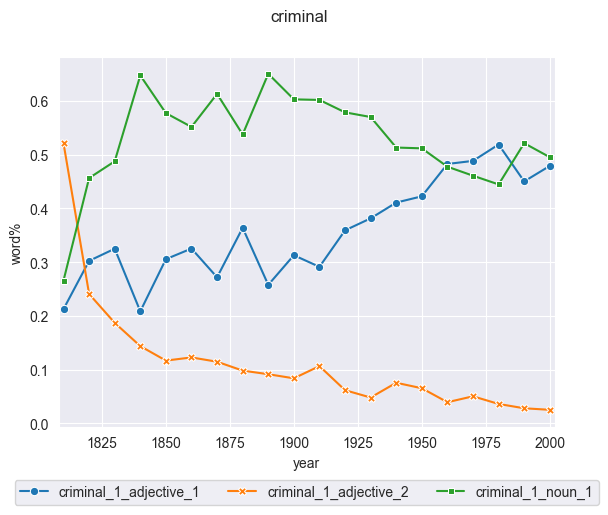 criminal
0.6
0.5
0.4
0.3
0.2
0.1
0.0
word%
1825 1850 1875 1900 1925 1950 1975 2000
year
criminal_1_adjective_1 criminal_1_adjective_2 criminal_1_noun_1